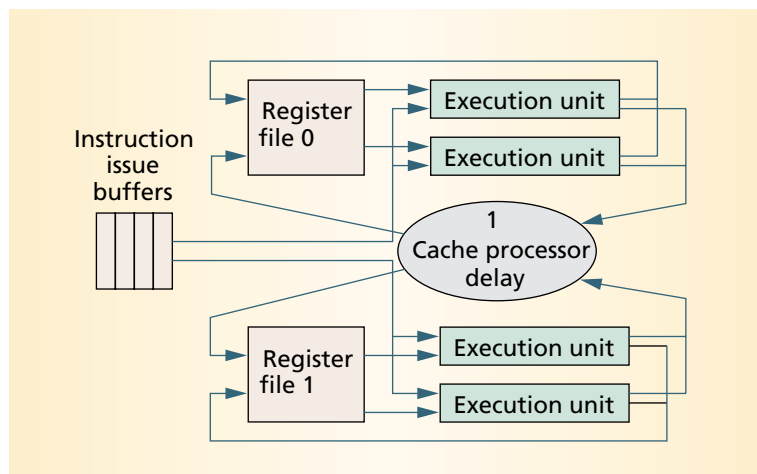 Execution unit
Register
file 0
Execution unit
Instruction
issue
buffers
1
Cache processor
delay
Execution unit
Register
file 1
Execution unit